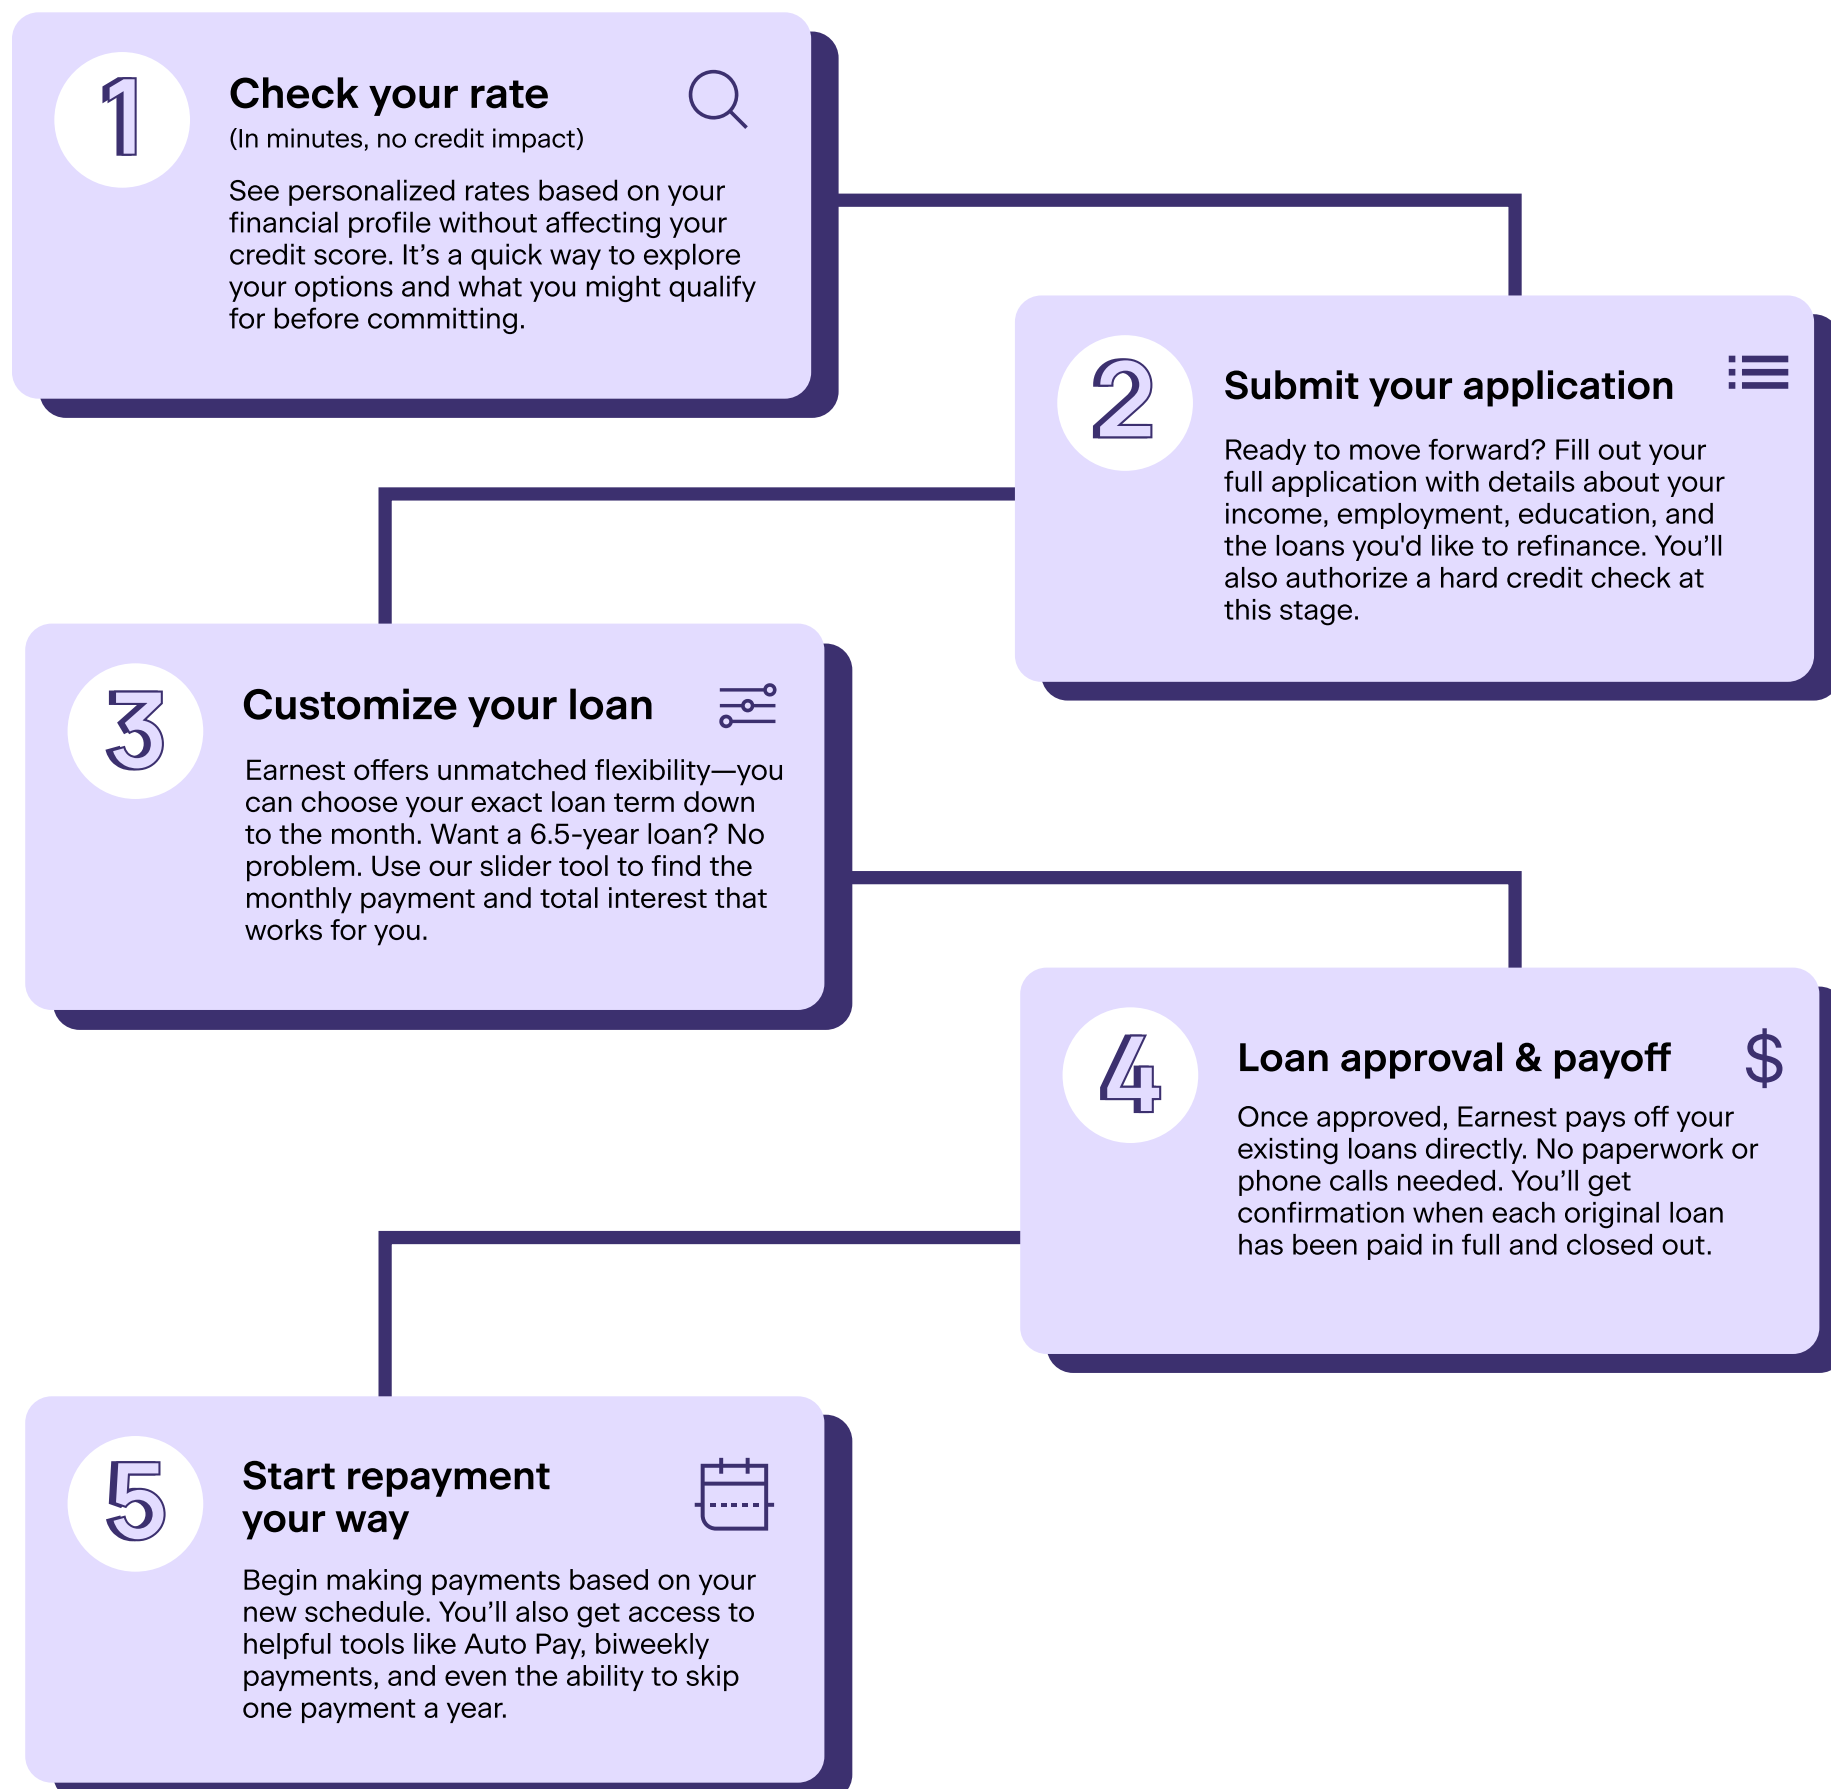 1
Check your rate
(In minutes, no credit impact)
See personalized rates based on your
financial profile without affecting your
credit score. It’s a quick way to explore
your options and what you might qualify
for before committing.
2
Submit your application
Ready to move forward? Fill out your
full application with details about your
income, employment, education, and
the loans you'd like to refinance. You’ll
also authorize a hard credit check at
this stage.
3
Customize your loan
Earnest offers unmatched flexibility—you
can choose your exact loan term down
to the month. Want a 6.5-year loan? No
problem. Use our slider tool to find the
monthly payment and total interest that
works for you.
4
Loan approval & payoff
$
Once approved, Earnest pays off your
existing loans directly. No paperwork or
phone calls needed. You’ll get
confirmation when each original loan
has been paid in full and closed out.
5
Start repayment
your way
Begin making payments based on your
new schedule. You’ll also get access to
helpful tools like Auto Pay, biweekly
payments, and even the ability to skip
one payment a year.